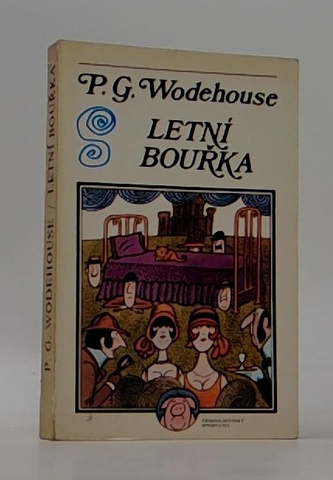 P. G. Wodehouse
LETNÍ
BOUŘKA
P. G. WODEHOUSE / LETNÍ BOUŘKA